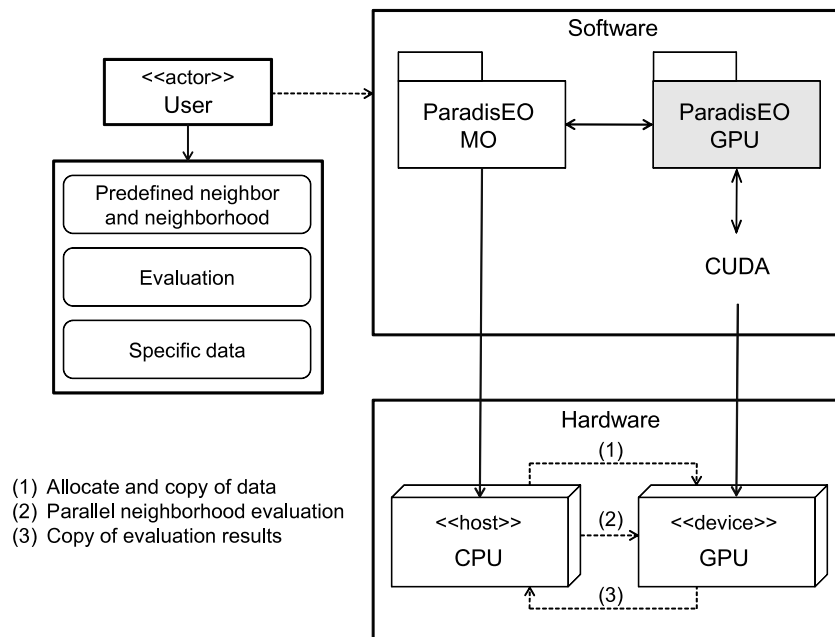 Software
<<actor>>
User
ParadisEO
MO
ParadisEO
GPU
Predefined neighbor
and neighborhood
Evaluation
Specific data
CUDA
Hardware
(1) Allocate and copy of data
(2) Parallel neighborhood evaluation
(3) Copy of evaluation results
(1)
<<host>>
CPU
(2)
<<device>>
GPU
(3)